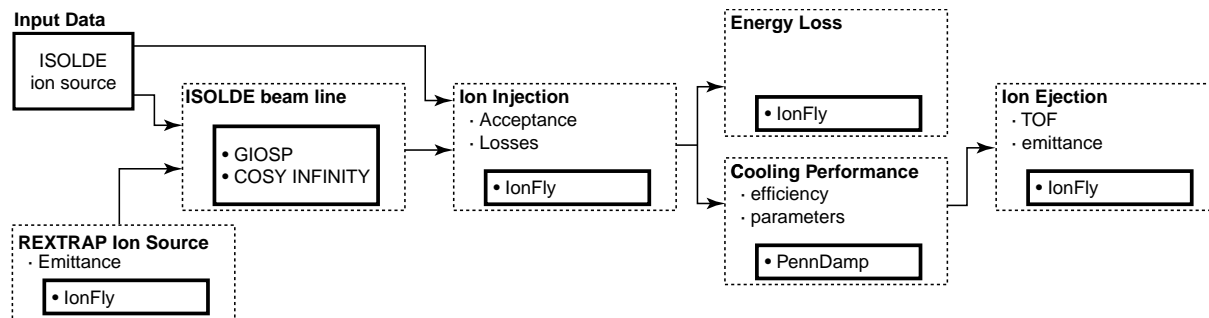 Input Data
ISOLDE
ion source
REXTRAP Ion Source
· Emittance
• IonFly
ISOLDE beam line
• GIOSP
• COSY INFINITY
Ion Injection
· Acceptance
· Losses
• IonFly
Energy Loss
• IonFly
Cooling Performance
· efficiency
· parameters
• PennDamp
Ion Ejection
· TOF
· emittance
• IonFly